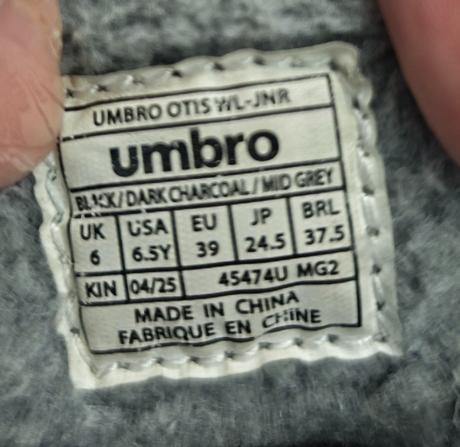 UMBRO OTIS WL-JNR
umbro
BLACK/DARK CHARCOAL/MID GREY
UK USA EU JP BRL
6 6.5Y 39 24.5 37.5
KIN 04/25 45474U MG2
MADE IN CHINA
FABRIQUE EN CHINE